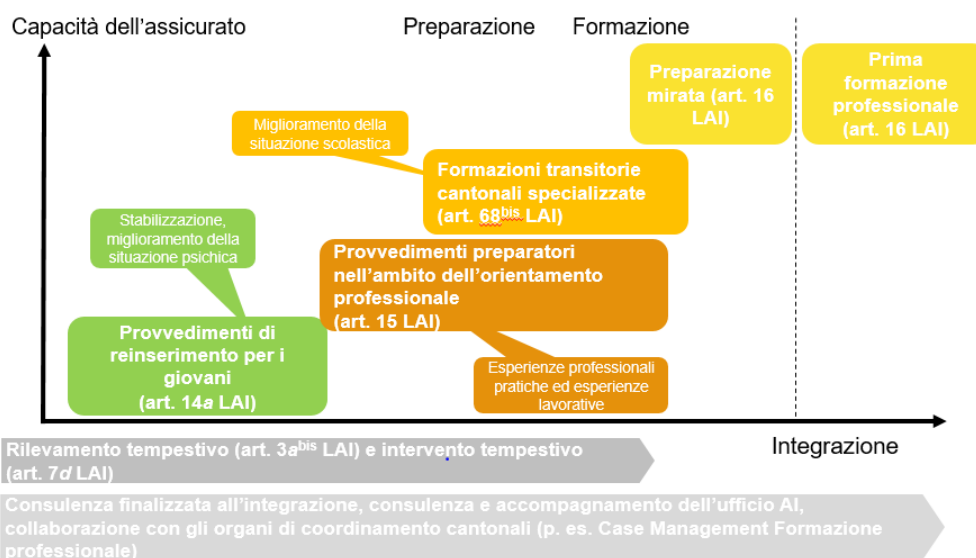 Capacità dell'assicurato
Preparazione
Formazione
Preparazione
mirata (art. 16
LAI)
Prima
formazione
professionale
(art. 16 LAI)
Miglioramento della
situazione scolastica
Formazioni transitorie
cantonali specializzate
(art. 68bis LAI)
Stabilizzazione,
miglioramento della
situazione psichica
Provvedimenti preparatori
nell'ambito dell'orientamento
professionale
(art. 15 LAI)
Provvedimenti di
reinserimento per i
giovani
(art. 14a LAI)
Esperienze professionali
pratiche ed esperienze
lavorative
Integrazione
Rilevamento tempestivo (art. 3abis LAI) e intervento tempestivo
(art. 7d LAI)
Consulenza finalizzata all'integrazione, consulenza e accompagnamento dell'ufficio AI,
collaborazione con gli organi di coordinamento cantonali (p. es. Case Management Formazione
professionale)